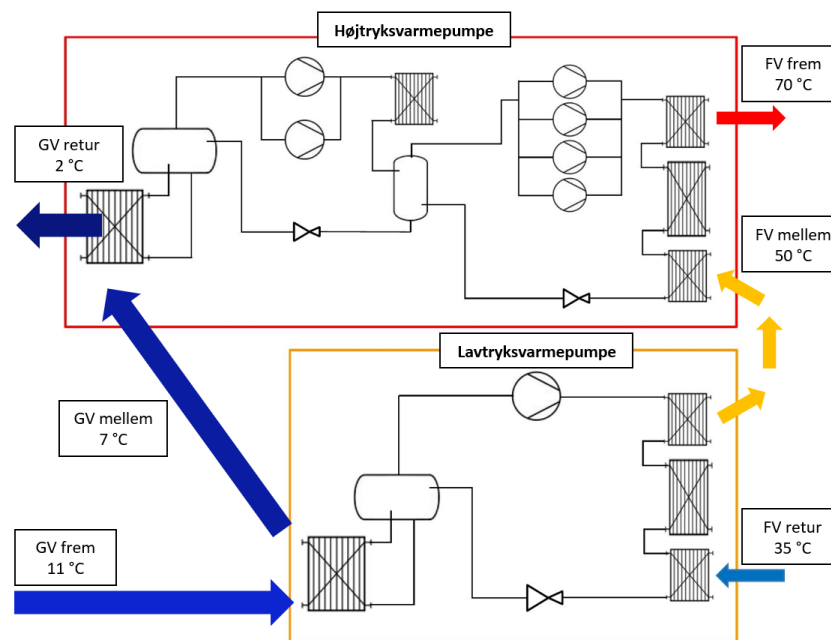 Højtryksvarmepumpe
FV frem
70 °C
GV retur
2 °C
FV mellem
50 °C
Lavtryksvarmepumpe
GV mellem
7 °C
GV frem
11 °C
FV retur
35 °C